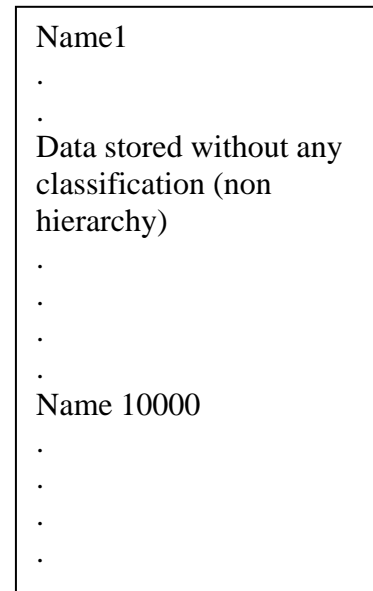 Name1
.
.
Data stored without any
classification (non
hierarchy)
.
.
.
.
Name 10000
.
.
.
.